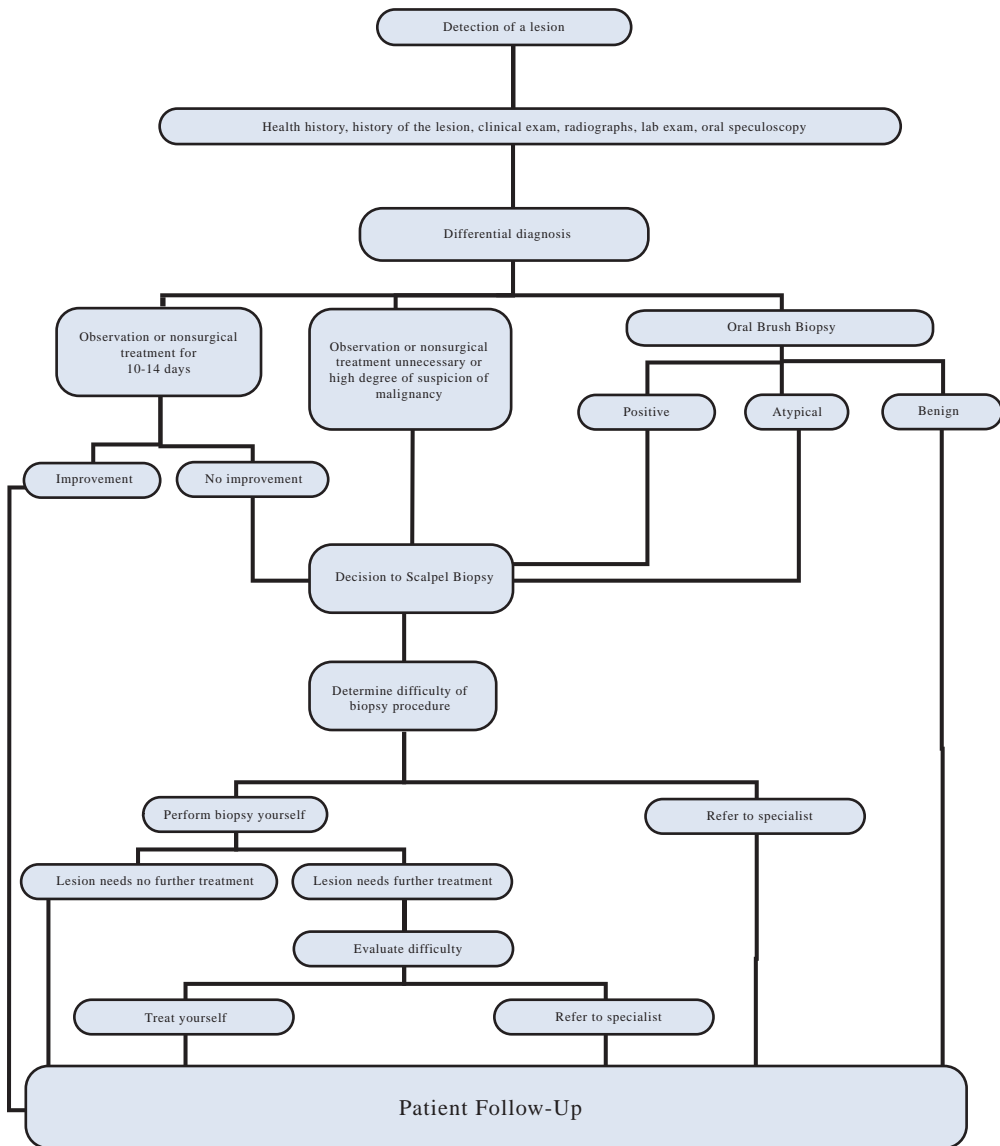 Detection of a lesion
Health history, history of the lesion, clinical exam, radiographs, lab exam, oral speculoscopy
Differential diagnosis
Observation or nonsurgical
treatment for
10-14 days
Observation or nonsurgical
treatment unnecessary or
high degree of suspicion of
malignancy
Oral Brush Biopsy
Positive
Atypical
Benign
Improvement
No improvement
Decision to Scalpel Biopsy
Determine difficulty of
biopsy procedure
Perform biopsy yourself
Refer to specialist
Lesion needs no further treatment
Lesion needs further treatment
Evaluate difficulty
Treat yourself
Refer to specialist
Patient Follow-Up